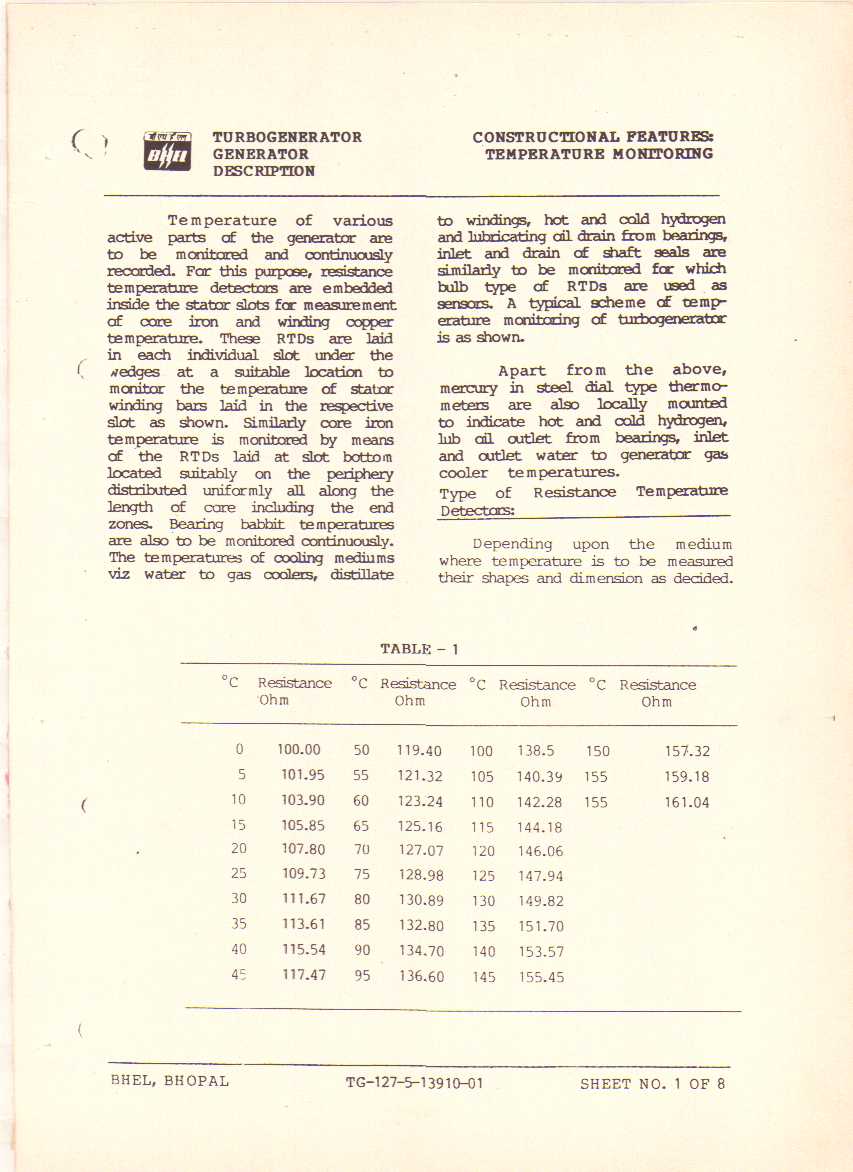 बी एच ई एल
BHEL
TURBOGENERATOR
GENERATOR
DESCRIPTION
CONSTRUCTIONAL FEATURES:
TEMPERATURE MONITORING
Temperature of various
active parts of the generator are
to be monitored and continuously
recorded. For this purpose, resistance
temperature detectors are embedded
inside the stator slots for measurement
of core iron and winding copper
temperature. These RTDs are laid
in each individual slot under the
wedges at a suitable location to
monitor the temperature of stator
winding bars laid in the respective
slot as shown. Similarly core iron
temperature is monitored by means
of the RTDs laid at slot bottom
located suitably on the periphery
distributed uniformly all along the
length of core including the end
zones. Bearing babbit temperatures
are also to be monitored continuously.
The temperatures of cooling mediums
viz water to gas coolers, distillate
to windings, hot and cold hydrogen
and lubricating oil drain from bearings,
inlet and drain of shaft seals are
similarly to be monitored for which
bulb type of RTDs are used as
sensors. A typical scheme of temp-
erature monitoring of turbogenerator
is as shown.
Apart from the above,
mercury in steel dial type thermo-
meters are also locally mounted
to indicate hot and cold hydrogen,
lub oil outlet from bearings, inlet
and outlet water to generator gas
cooler temperatures.
Type of Resistance Temperature
Detectors:
Depending upon the medium
where temperature is to be measured
their shapes and dimension as decided.
TABLE - 1
°C Resistance °C Resistance °C Resistance °C Resistance
Ohm Ohm Ohm Ohm
0 100.00 50 119.40 100 138.5 150 157.32
5 101.95 55 121.32 105 140.39 155 159.18
10 103.90 60 123.24 110 142.28 155 161.04
15 105.85 65 125.16 115 144.18
20 107.80 70 127.07 120 146.06
25 109.73 75 128.98 125 147.94
30 111.67 80 130.89 130 149.82
35 113.61 85 132.80 135 151.70
40 115.54 90 134.70 140 153.57
45 117.47 95 136.60 145 155.45
BHEL, BHOPAL TG-127-5-13910-01 SHEET NO. 1 OF 8